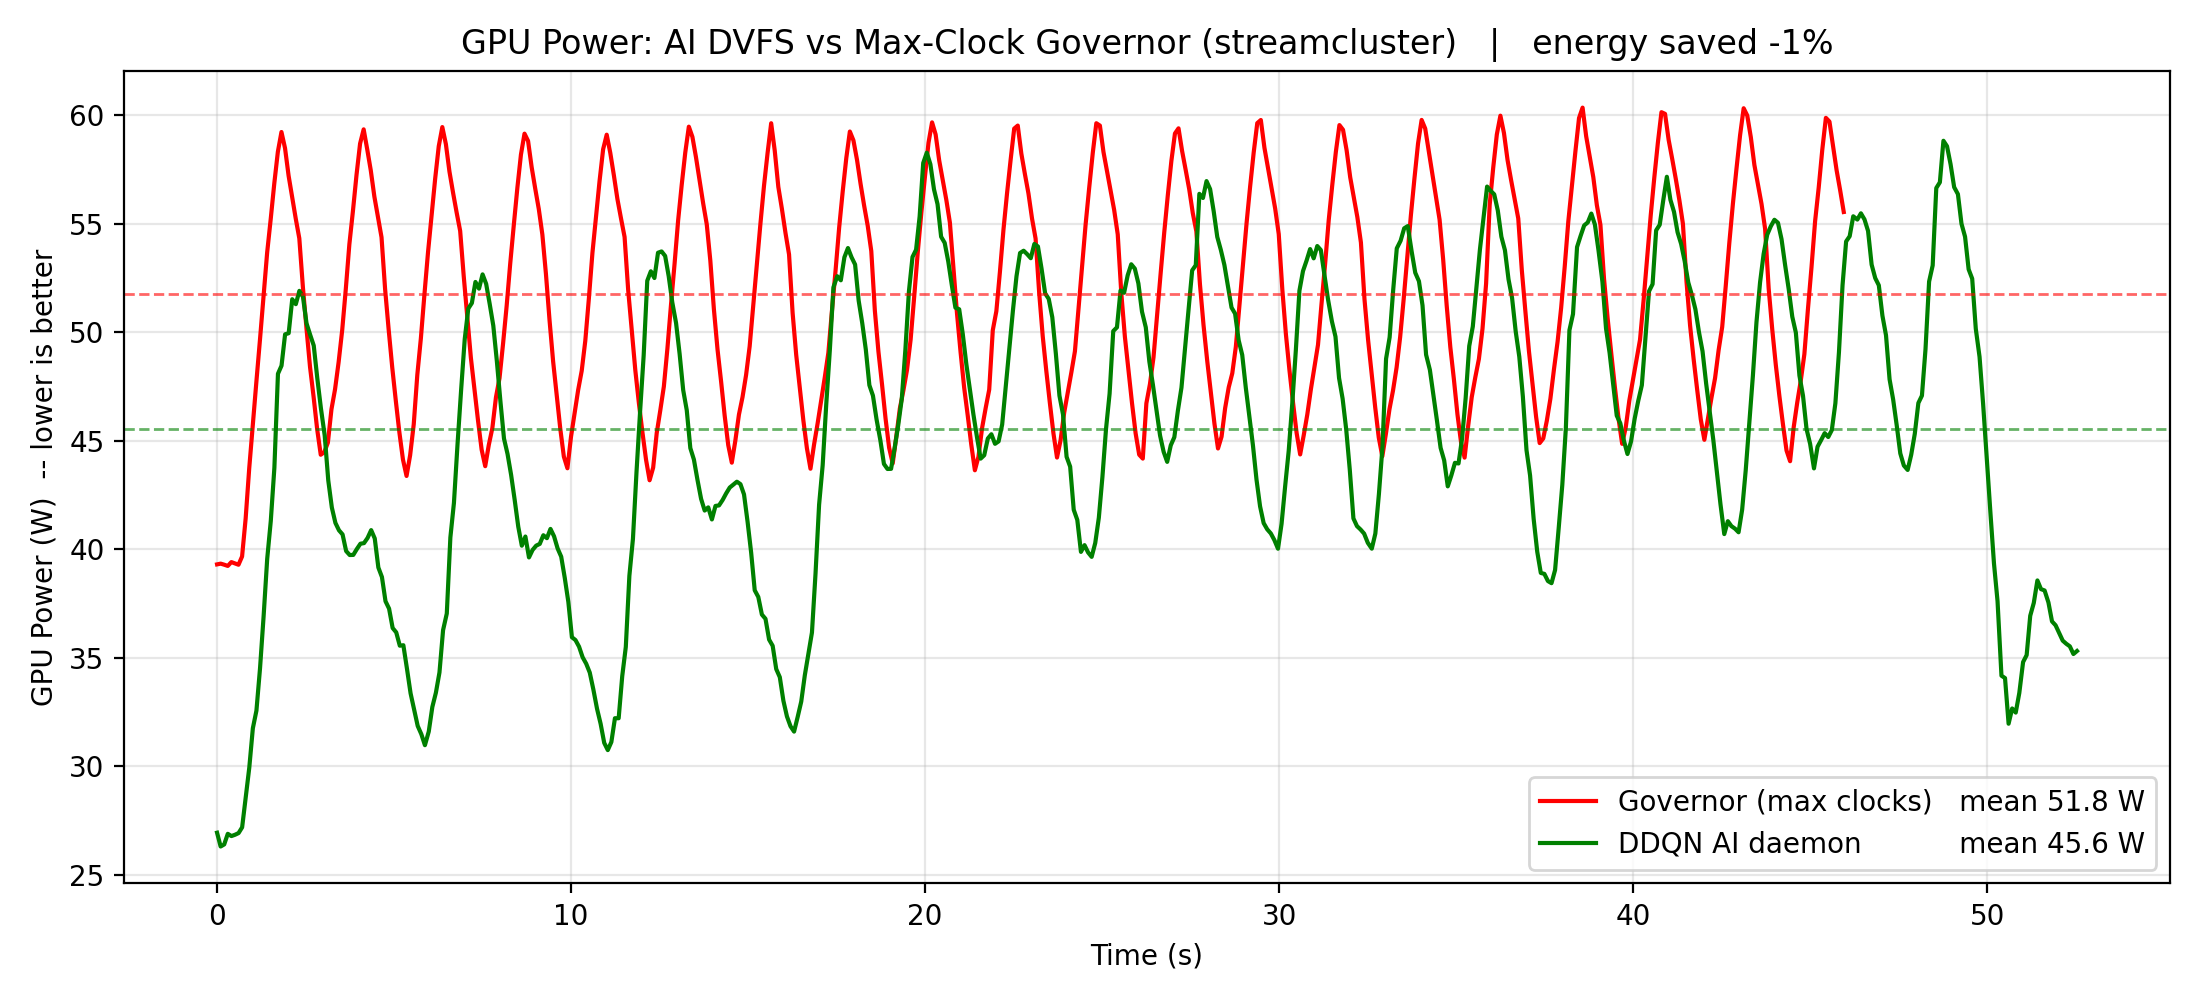 GPU Power: AI DVFS vs Max-Clock Governor (streamcluster)   |   energy saved -1%
GPU Power (W)  -- lower is better
60
55
50
45
40
35
30
25
Governor (max clocks)   mean 51.8 W
DDQN AI daemon   mean 45.6 W
0
10
20
30
40
50
Time (s)